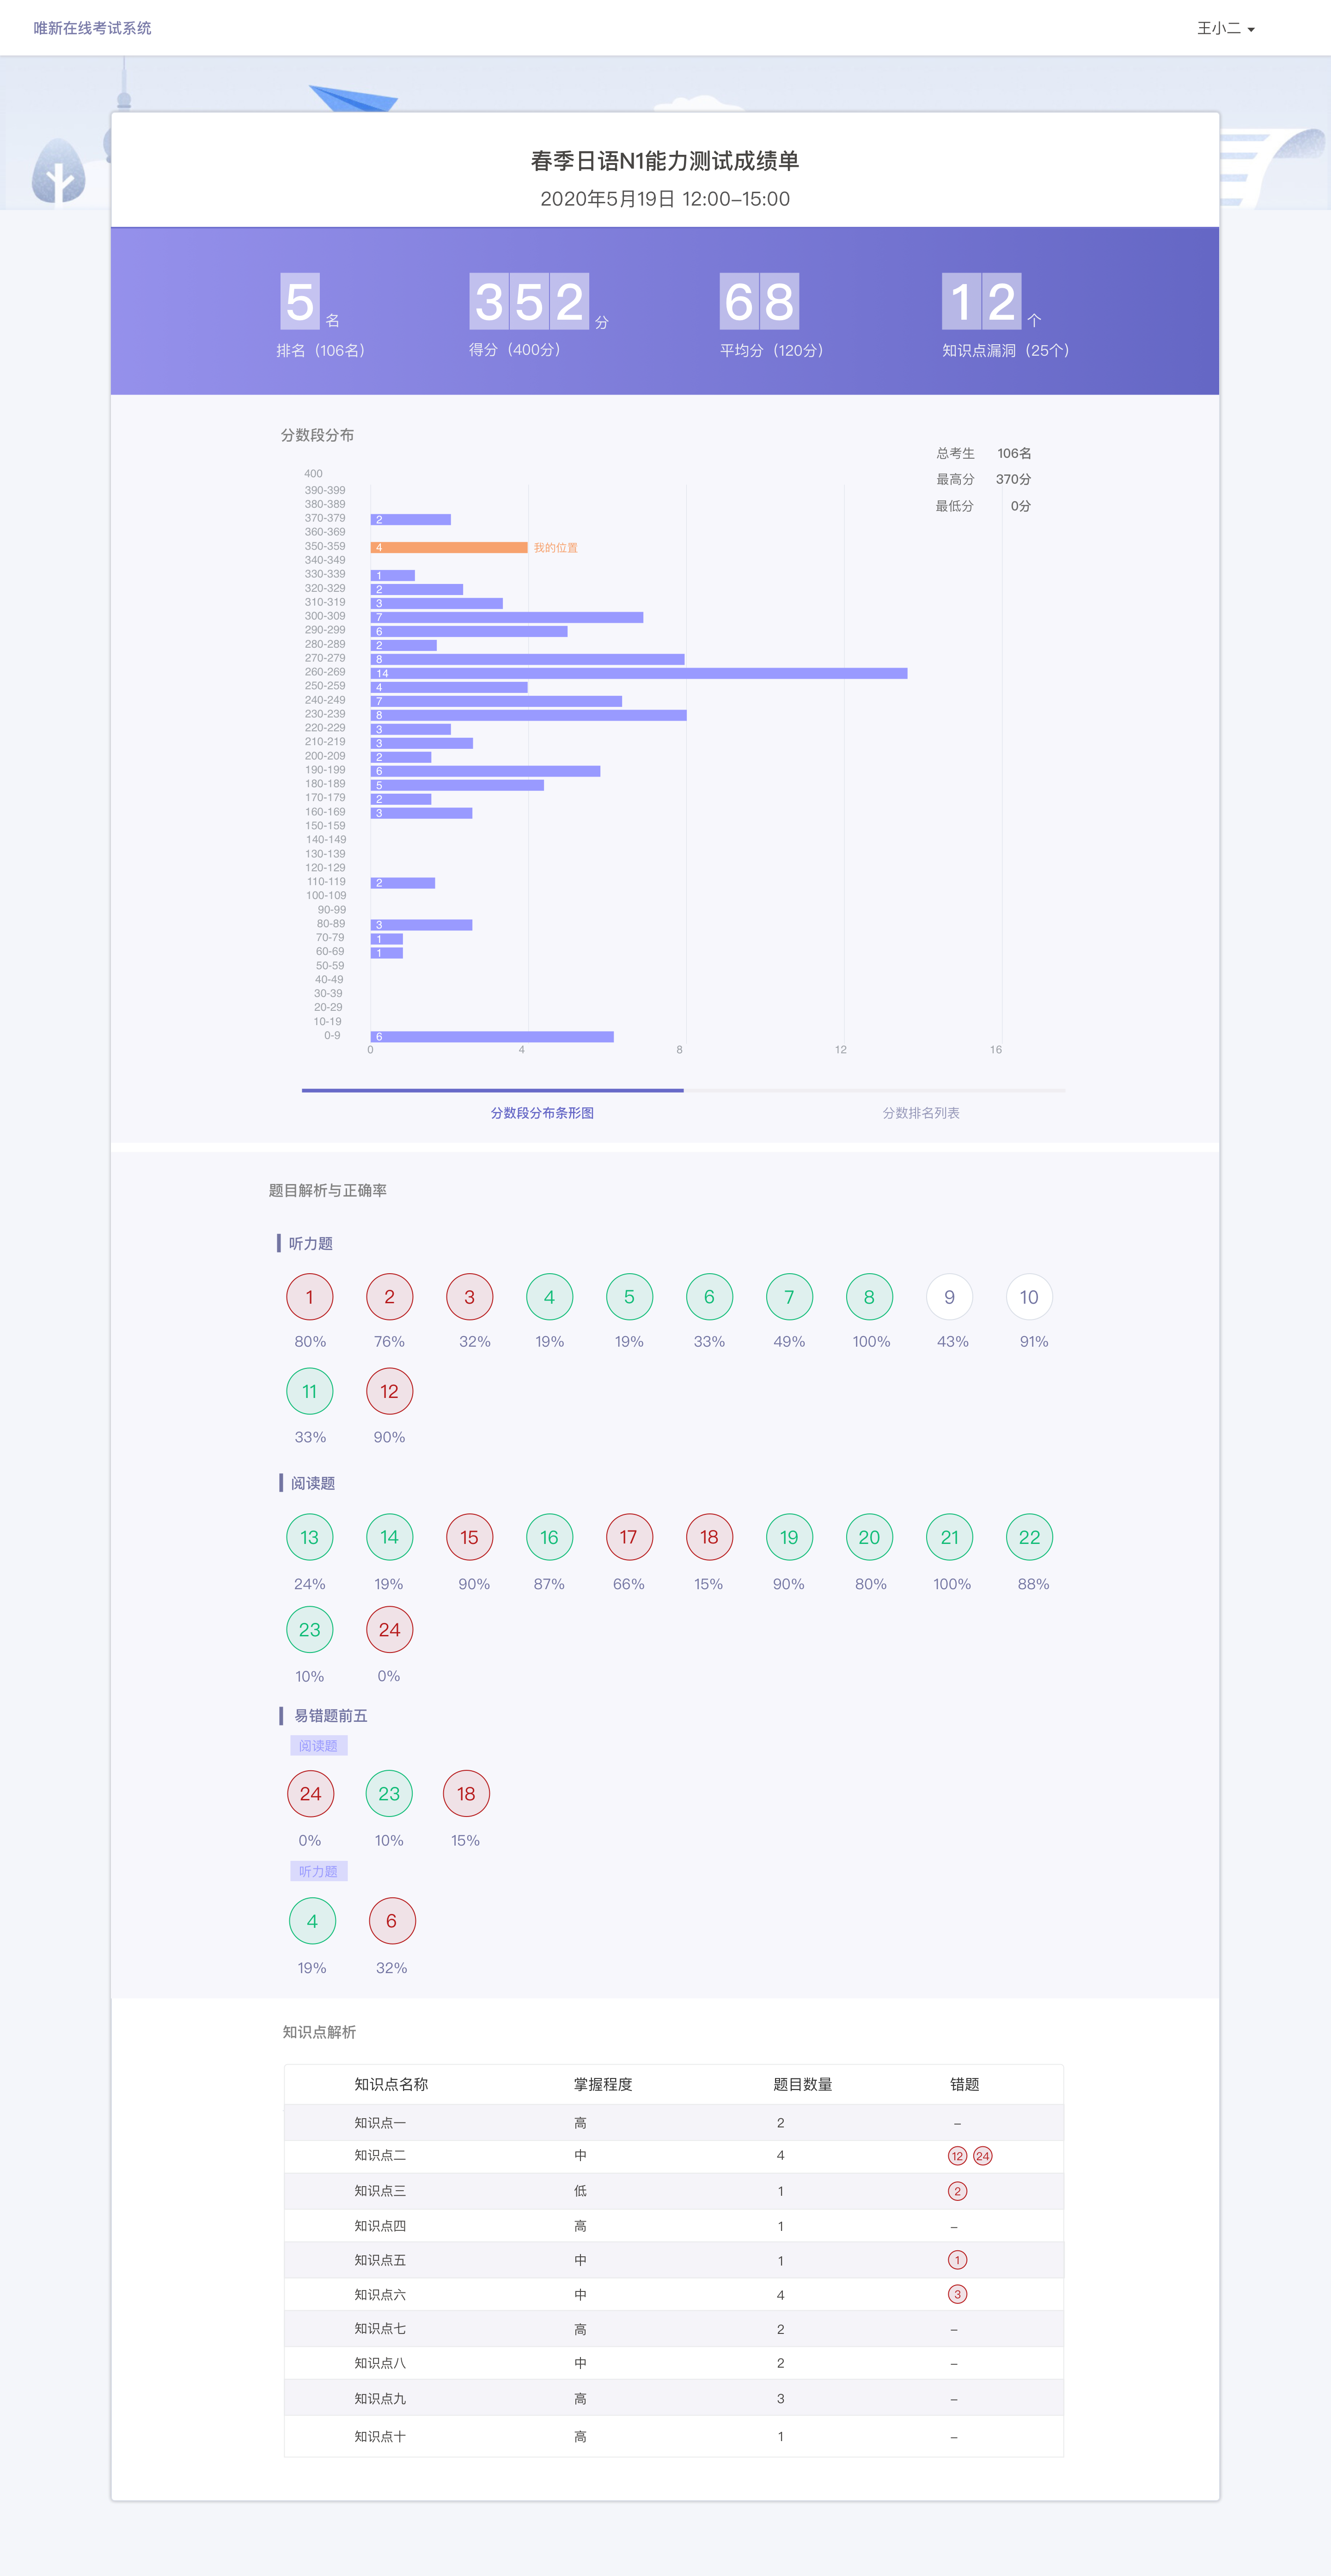 唯新在线考试系统
王小二
春季日语N1能力测试成绩单
2020年5月19日 12:00–15:00
5 名 352 分 68 12 个
排名（106名） 得分（400分） 平均分（120分） 知识点漏洞（25个）
分数段分布
总考生 106名
最高分 370分
最低分 0分
400
390-399
380-389
370-379 2
360-369
350-359 4 我的位置
340-349
330-339 1
320-329 2
310-319 3
300-309 7
290-299 6
280-289 2
270-279 8
260-269 14
250-259 4
240-249 7
230-239 8
220-229 3
210-219 3
200-209 2
190-199 6
180-189 5
170-179 2
160-169 3
150-159
140-149
130-139
120-129
110-119 2
100-109
90-99
80-89 3
70-79 1
60-69 1
50-59
40-49
30-39
20-29
10-19
0-9 6
0 4 8 12 16
分数段分布条形图 分数排名列表
题目解析与正确率
听力题
1 2 3 4 5 6 7 8 9 10
80% 76% 32% 19% 19% 33% 49% 100% 43% 91%
11 12
33% 90%
阅读题
13 14 15 16 17 18 19 20 21 22
24% 19% 90% 87% 66% 15% 90% 80% 100% 88%
23 24
10% 0%
易错题前五
阅读题
24 23 18
0% 10% 15%
听力题
4 6
19% 32%
知识点解析
知识点名称 掌握程度 题目数量 错题
知识点一 高 2 –
知识点二 中 4 12 24
知识点三 低 1 2
知识点四 高 1 –
知识点五 中 1 1
知识点六 中 4 3
知识点七 高 2 –
知识点八 中 2 –
知识点九 高 3 –
知识点十 高 1 –